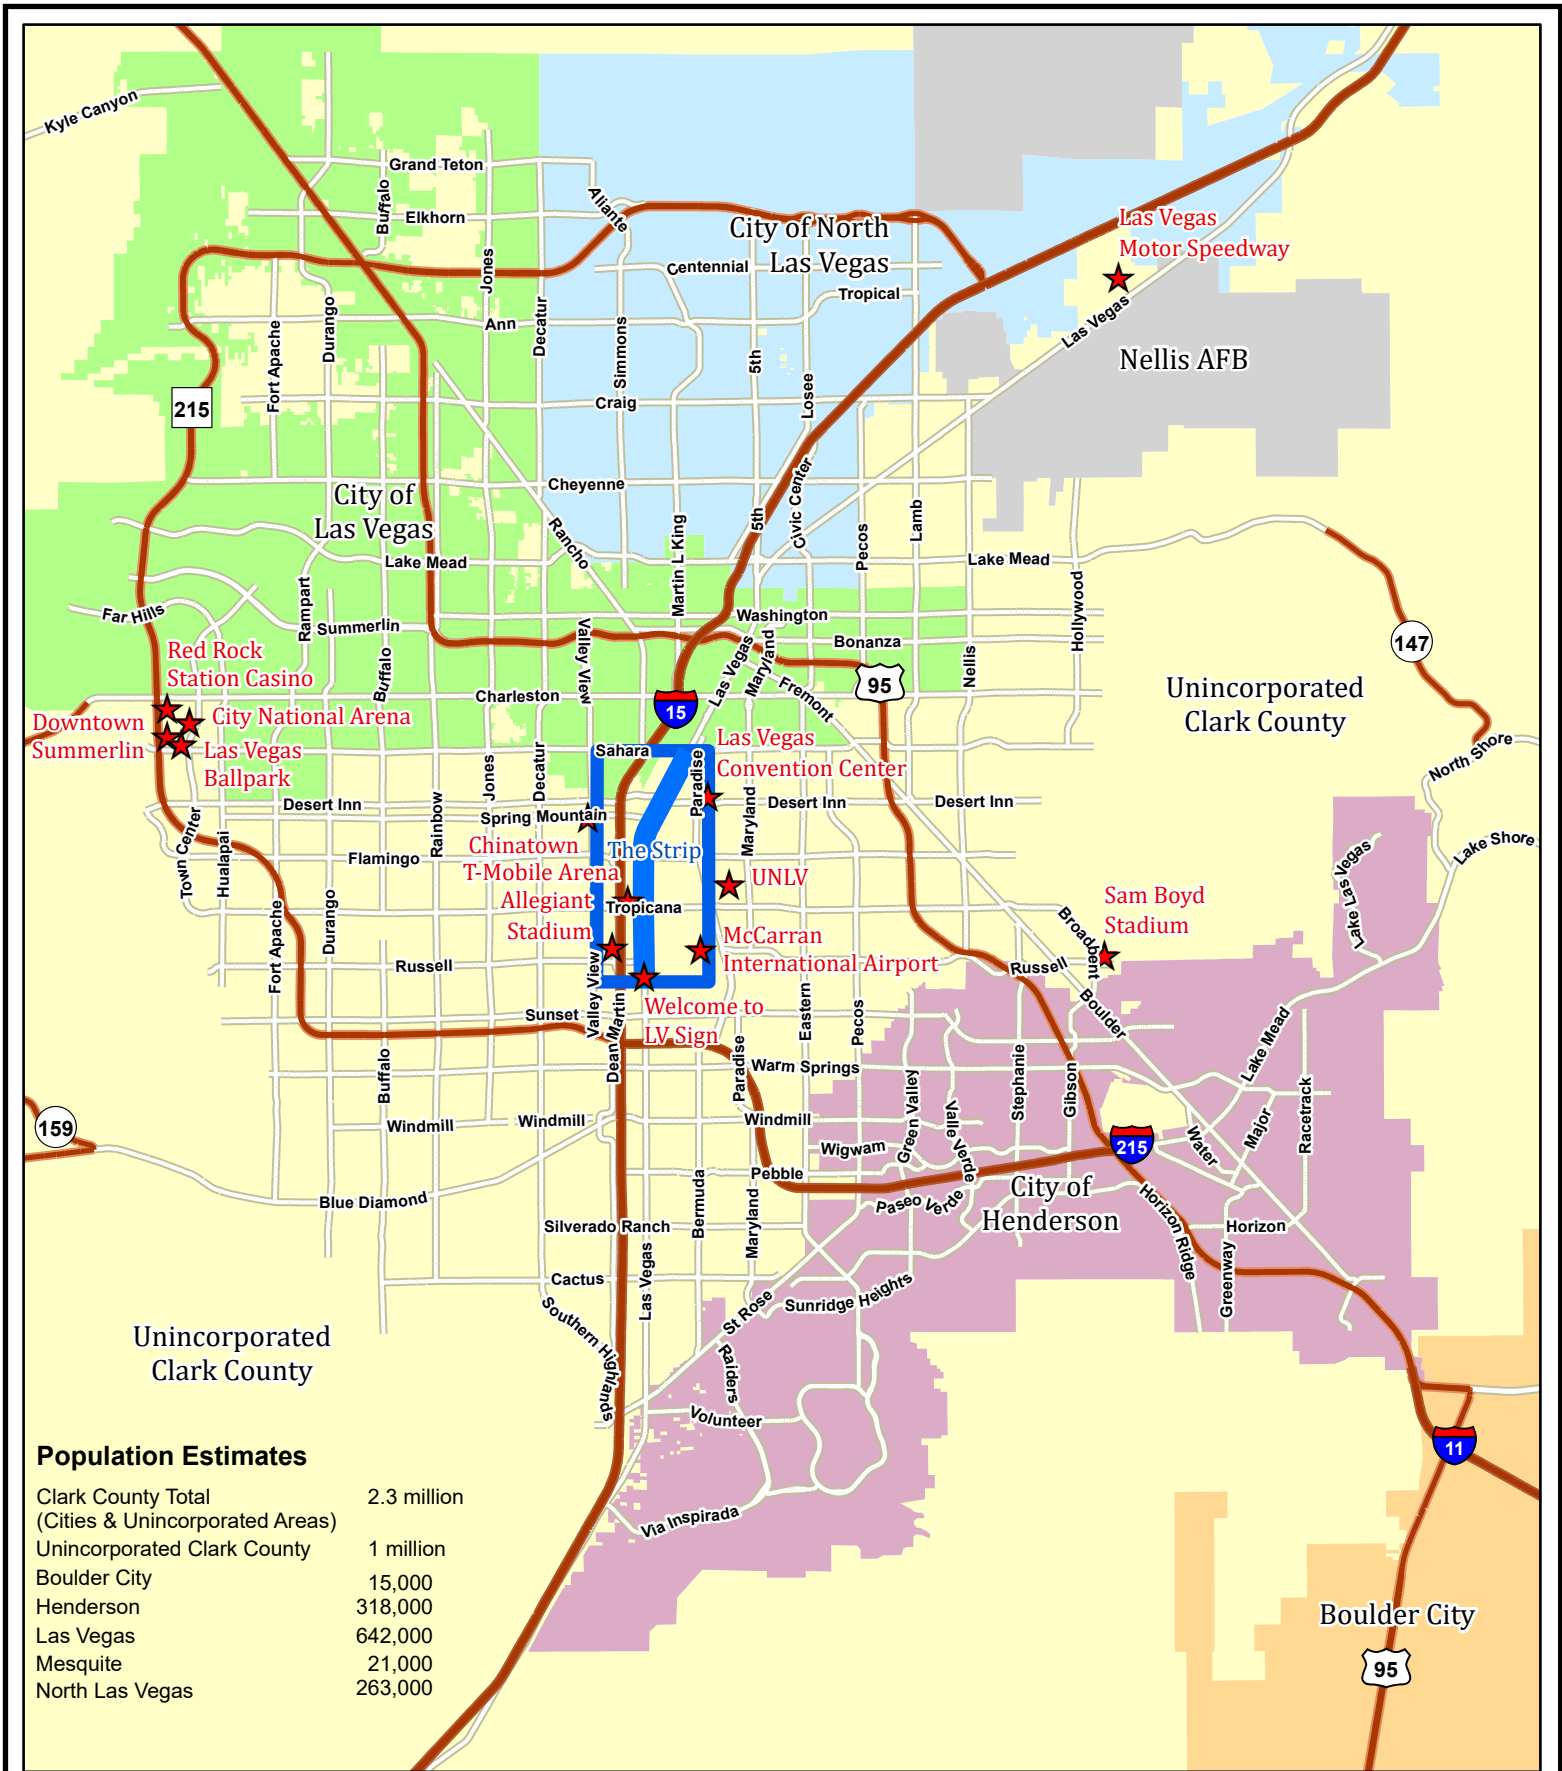 Kyle Canyon
Grand Teton
Buffalo
Elkhorn
Aliante
City of North
Las Vegas
Las Vegas
Motor Speedway
Jones
Centennial
Tropical
Durango
Fort Apache
Ann
Decatur
Simmons
5th
Losee
Las Vegas
Nellis AFB
215
Craig
Cheyenne
City of
Las Vegas
Rancho
Martin L King
5th
Civic Center
Pecos
Lamb
Lake Mead
Lake Mead
Hollywood
Far Hills
Rampart
Summerlin
Washington
Bonanza
147
Valley View
Las Vegas
Maryland
Nellis
Red Rock
Station Casino
Buffalo
Charleston
Fremont
95
15
Unincorporated
Clark County
Downtown
Summerlin
City National Arena
Las Vegas
Ballpark
Sahara
Las Vegas
Convention Center
North Shore
Jones
Decatur
Paradise
Desert Inn
Desert Inn
Desert Inn
Spring Mountain
Maryland
Town Center
Hualapai
Rainbow
Chinatown
The Strip
Flamingo
Lake Shore
Lake Las Vegas
T-Mobile Arena
UNLV
Allegiant
Stadium
Tropicana
Sam Boyd
Stadium
Fort Apache
Durango
Broadbent
McCarran
International Airport
Russell
Russell
Valley View
Dean Martin
Welcome to
LV Sign
Eastern
Pecos
Boulder
Sunset
Buffalo
Paradise
Warm Springs
Green Valley
Valle Verde
Stephanie
Gibson
Lake Mead
Racetrack
159
Windmill
Windmill
Windmill
Wigwam
215
Water
Major
Pebble
Blue Diamond
Bermuda
Maryland
Paseo Verde
City of
Henderson
Horizon Ridge
Silverado Ranch
Horizon
Las Vegas
Greenway
Cactus
Southern Highlands
St Rose
Sunridge Heights
Unincorporated
Clark County
Raiders
Volunteer
11
Via Inspirada
Boulder City
95
Population Estimates
Clark County Total 2.3 million
(Cities & Unincorporated Areas)
Unincorporated Clark County 1 million
Boulder City 15,000
Henderson 318,000
Las Vegas 642,000
Mesquite 21,000
North Las Vegas 263,000